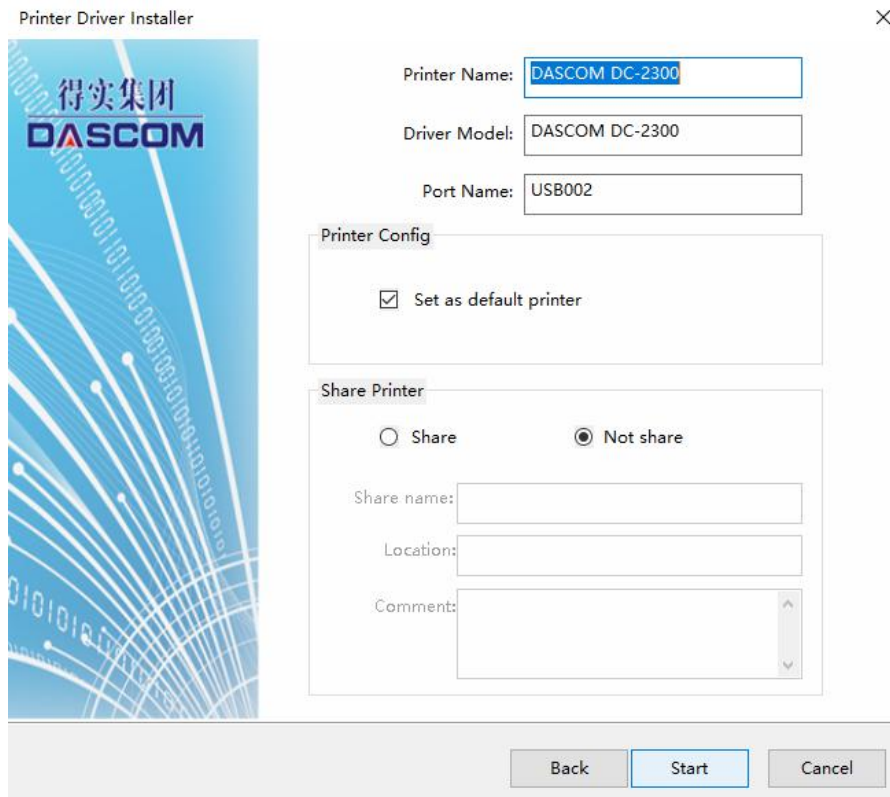 Printer Driver Installer
得实集团
DASCOM
Printer Name: DASCOM DC-2300
Driver Model: DASCOM DC-2300
Port Name: USB002
Printer Config
Set as default printer
Share Printer
Share Not share
Share name:
Location:
Comment:
Back Start Cancel